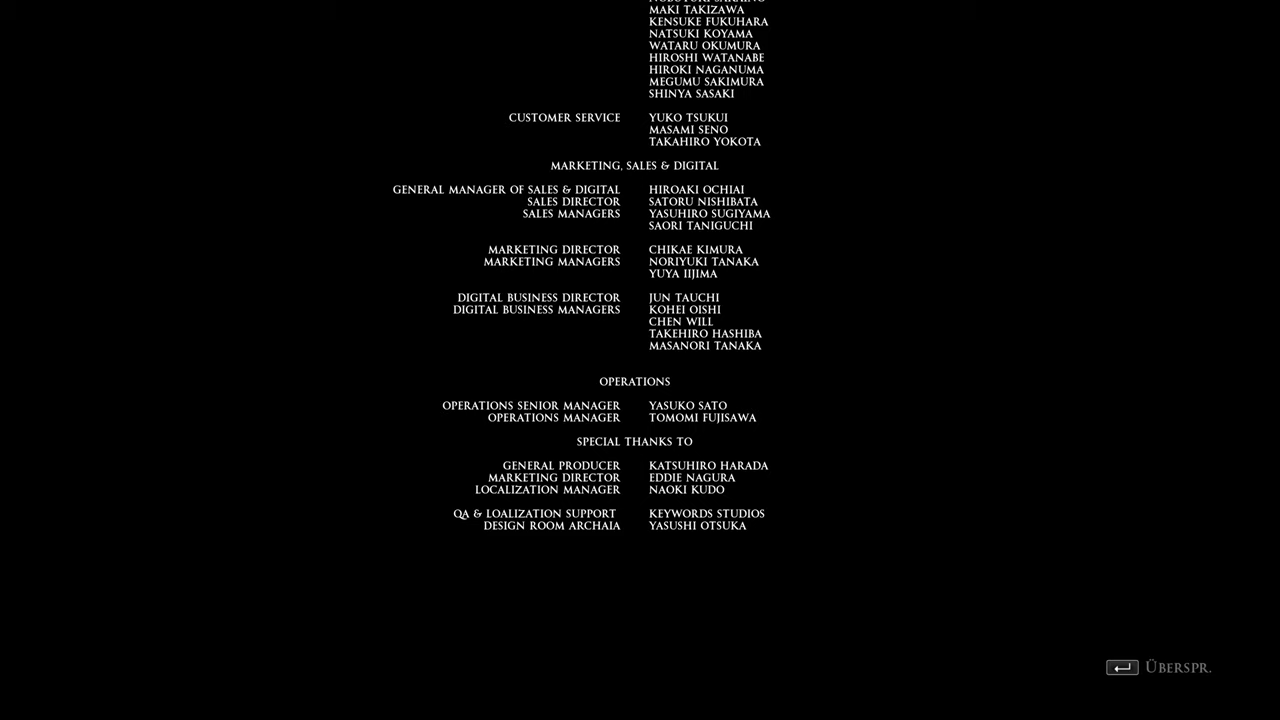 MAKI TAKIZAWA
KENSUKE FUKUHARA
NATSUKI KOYAMA
WATARU OKUMURA
HIROSHI WATANABE
HIROKI NAGANUMA
MEGUMU SAKIMURA
SHINYA SASAKI
CUSTOMER SERVICE YUKO TSUKUI
MASAMI SENO
TAKAHIRO YOKOTA
MARKETING, SALES & DIGITAL
GENERAL MANAGER OF SALES & DIGITAL HIROAKI OCHIAI
SALES DIRECTOR SATORU NISHIBATA
SALES MANAGERS YASUHIRO SUGIYAMA
SAORI TANIGUCHI
MARKETING DIRECTOR CHIKAE KIMURA
MARKETING MANAGERS NORIYUKI TANAKA
YUYA IIJIMA
DIGITAL BUSINESS DIRECTOR JUN TAUCHI
DIGITAL BUSINESS MANAGERS KOHEI OISHI
CHEN WILL
TAKEHIRO HASHIBA
MASANORI TANAKA
OPERATIONS
OPERATIONS SENIOR MANAGER YASUKO SATO
OPERATIONS MANAGER TOMOMI FUJISAWA
SPECIAL THANKS TO
GENERAL PRODUCER KATSUHIRO HARADA
MARKETING DIRECTOR EDDIE NAGURA
LOCALIZATION MANAGER NAOKI KUDO
QA & LOALIZATION SUPPORT KEYWORDS STUDIOS
DESIGN ROOM ARCHAIA YASUSHI OTSUKA
ÜBERSPR.